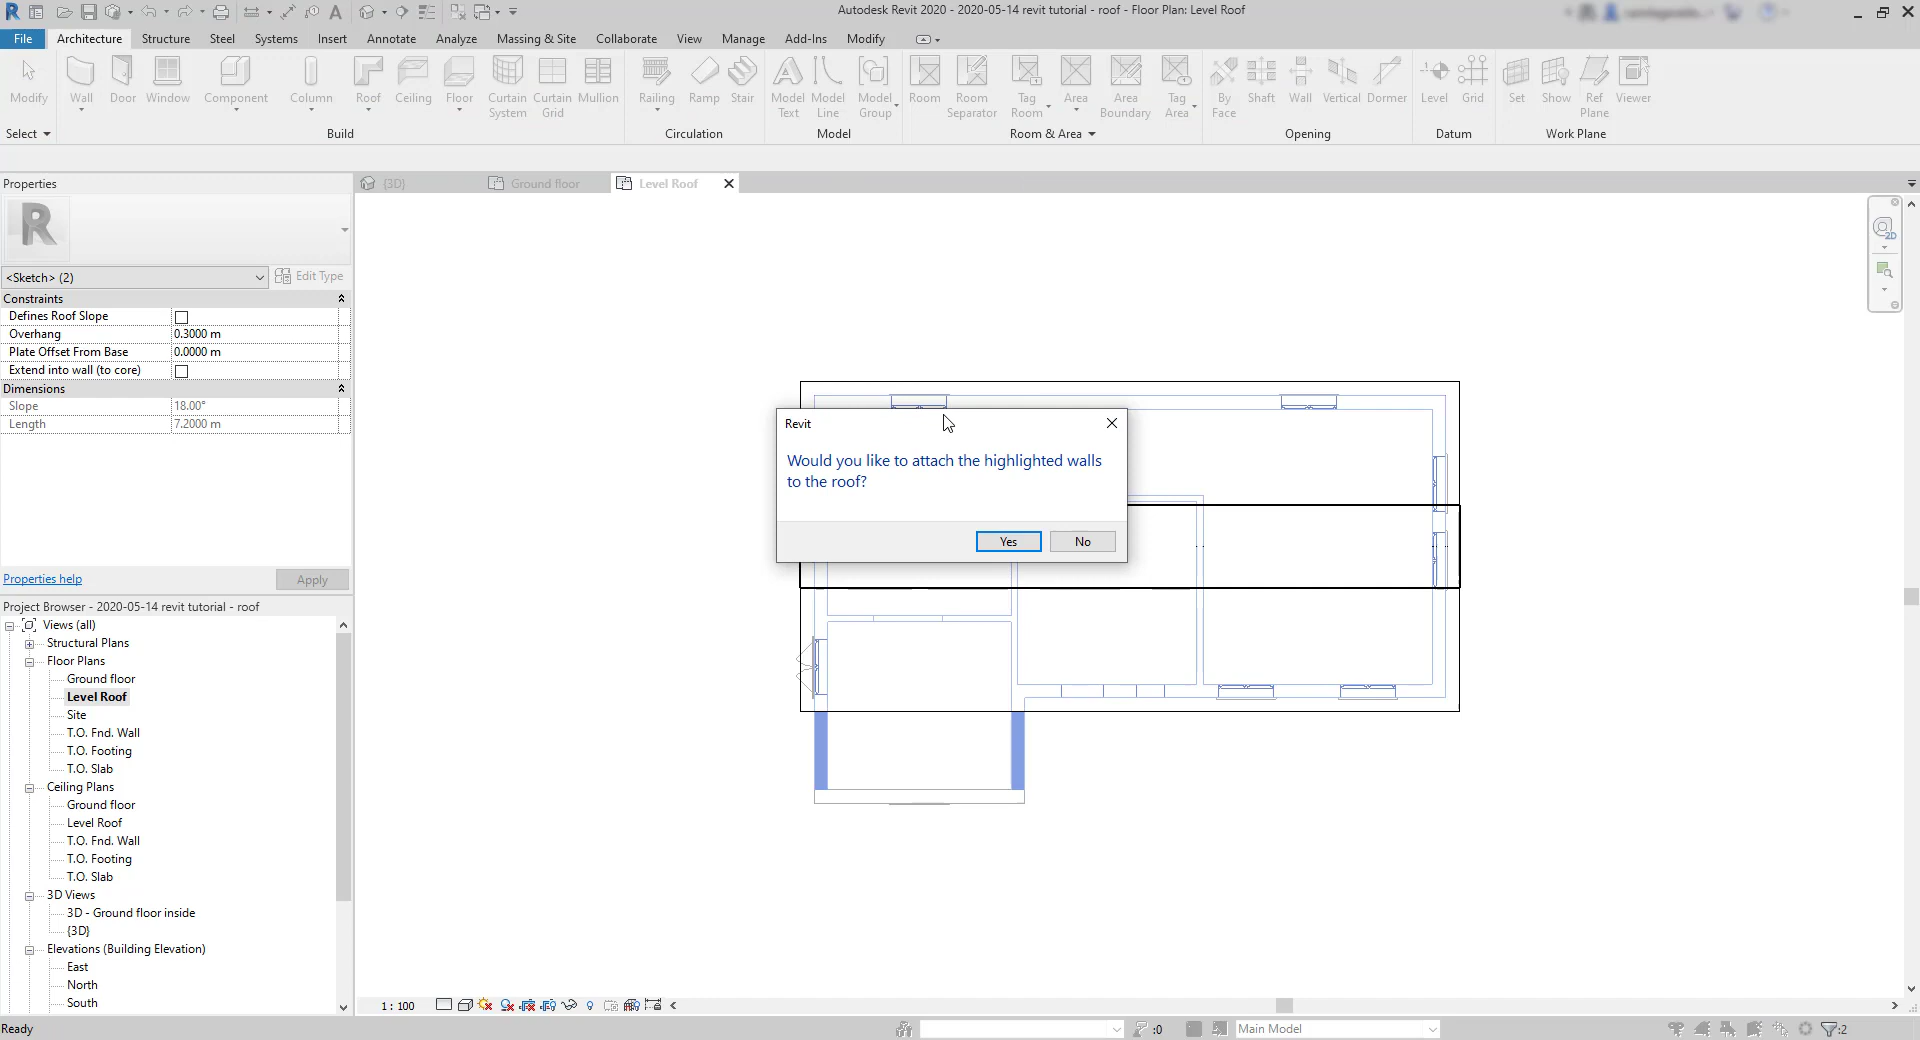 Autodesk Revit 2020 - 2020-05-14 revit tutorial - roof - Floor Plan: Level Roof
File Architecture Structure Steel Systems Insert Annotate Analyze Massing & Site Collaborate View Manage Add-Ins Modify
Modify Wall Door Window Component Column Roof Ceiling Floor Curtain System Curtain Grid Mullion Railing Ramp Stair Model Text Model Line Model Group Room Room Separator Tag Room Area Area Boundary Tag Area By Face Shaft Wall Vertical Dormer Level Grid Set Show Ref Plane Viewer
Select Build Circulation Model Room & Area Opening Datum Work Plane
Properties
{3D} Ground floor Level Roof
R
2D
<Sketch> (2) Edit Type
Constraints
Defines Roof Slope
Overhang 0.3000 m
Plate Offset From Base 0.0000 m
Extend into wall (to core)
Dimensions
Slope 18.00°
Length 7.2000 m
Revit
Would you like to attach the highlighted walls
to the roof?
Yes No
Properties help Apply
Project Browser - 2020-05-14 revit tutorial - roof
Views (all)
Structural Plans
Floor Plans
Ground floor
Level Roof
Site
T.O. Fnd. Wall
T.O. Footing
T.O. Slab
Ceiling Plans
Ground floor
Level Roof
T.O. Fnd. Wall
T.O. Footing
T.O. Slab
3D Views
3D - Ground floor inside
{3D}
Elevations (Building Elevation)
East
North
South
1 : 100
Ready :0 Main Model :2